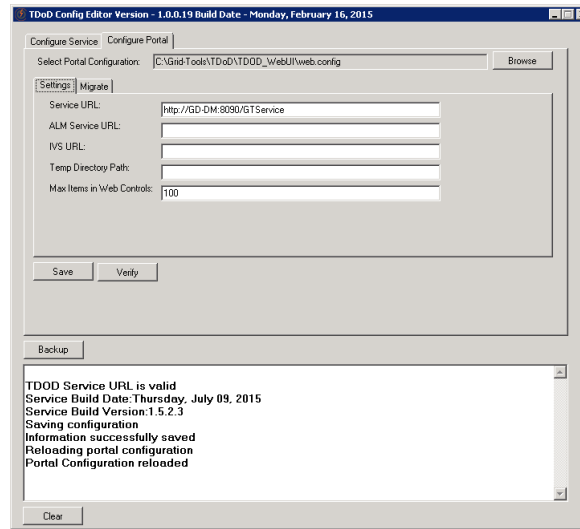 TDoD Config Editor Version - 1.0.0.19 Build Date - Monday, February 16, 2015
Configure Service Configure Portal
Select Portal Configuration: C:\Grid-Tools\TDoD\TDOD_WebUI\web.config Browse
Settings Migrate
Service URL: http://GD-DM:8090/GTService
ALM Service URL:
IVS URL:
Temp Directory Path:
Max Items in Web Controls: 100
Save Verify
Backup
TDOD Service URL is valid
Service Build Date:Thursday, July 09, 2015
Service Build Version:1.5.2.3
Saving configuration
Information successfully saved
Reloading portal configuration
Portal Configuration reloaded
Clear